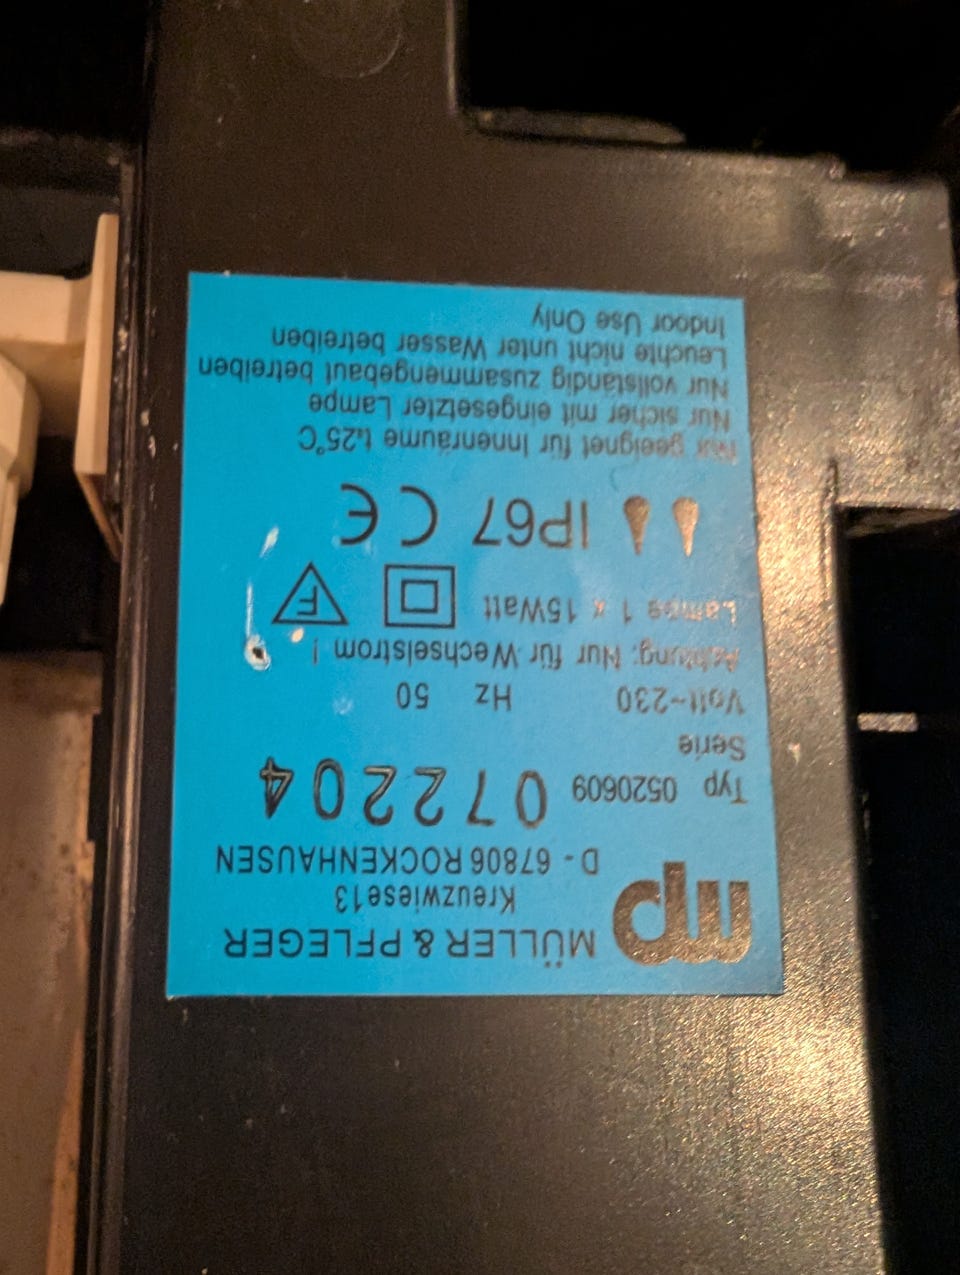 mp MÜLLER & PFLEGER
Kreuzwiese13
D - 67806 ROCKENHAUSEN
Typ 0520609 072204
Serie
Volt~230 Hz 50
Achtung: Nur für Wechselstrom !
Lampe 1 x 15Watt F
IP67 CE
Nur geeignet für Innenräume t.25°C
Nur sicher mit eingesetzter Lampe
Nur vollständig zusammengebaut betreiben
Leuchte nicht unter Wasser betreiben
Indoor Use Only